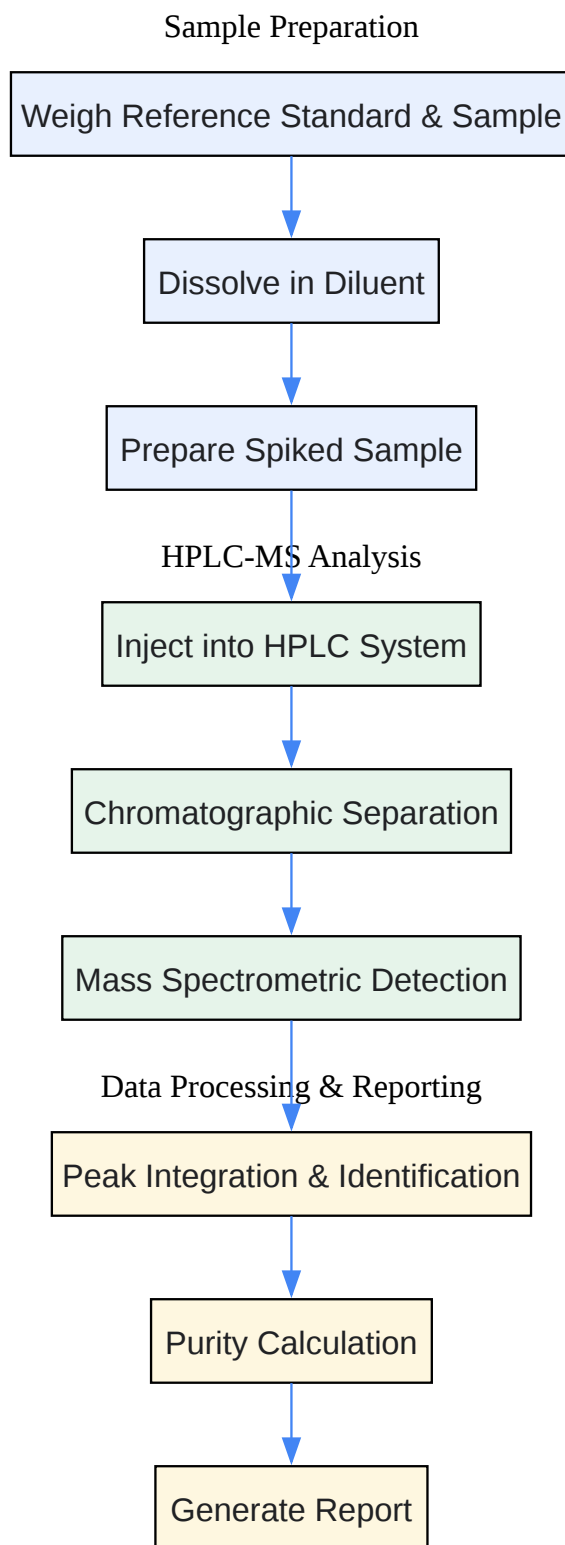 Sample Preparation
Weigh Reference Standard & Sample
Dissolve in Diluent
Prepare Spiked Sample
HPLC-MS Analysis
Inject into HPLC System
Chromatographic Separation
Mass Spectrometric Detection
Data Processing & Reporting
Peak Integration & Identification
Purity Calculation
Generate Report